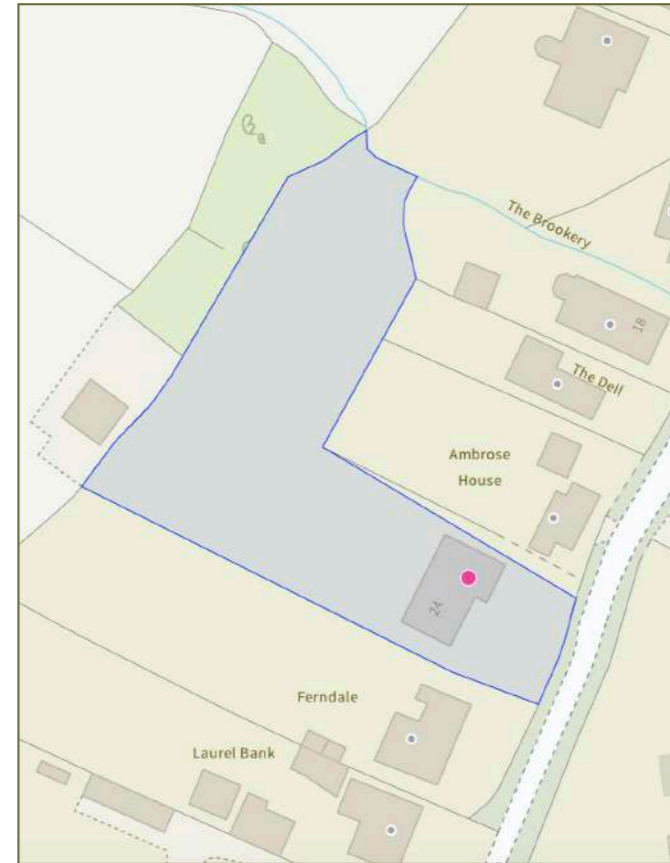 The Brookery
18
The Dell
Ambrose
House
24
Ferndale
Laurel Bank